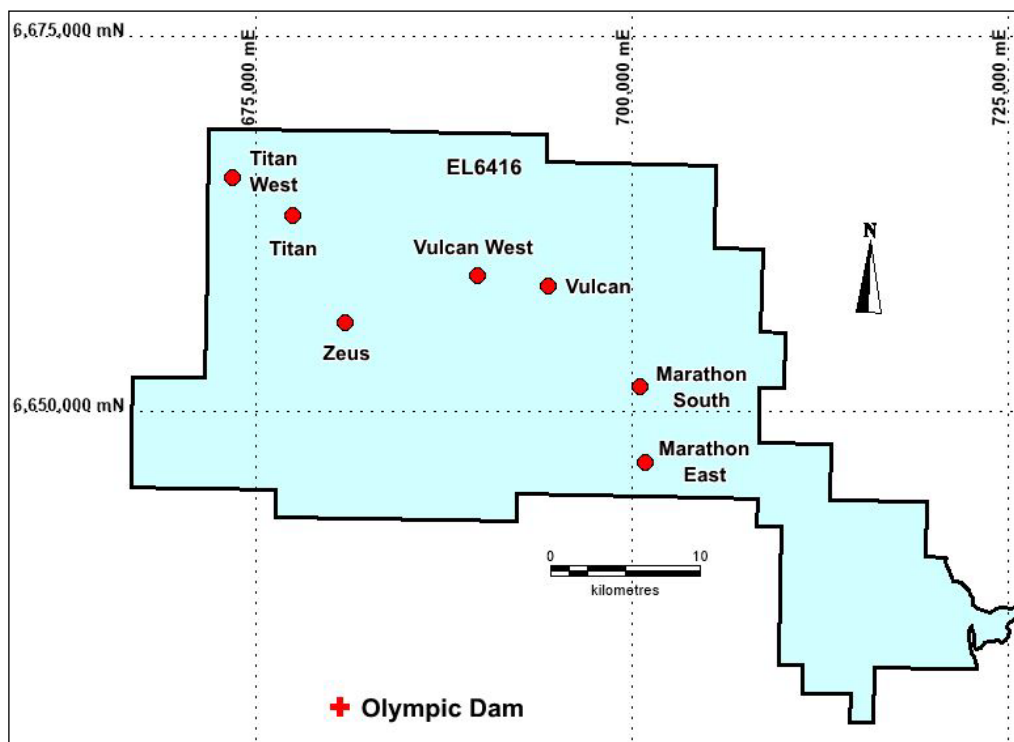 6,675,000 mN
675,000 mE
700,000 mE
725,000 mE
EL6416
Titan
West
Titan
Vulcan West
Vulcan
N
Zeus
Marathon
South
6,650,000 mN
Marathon
East
0 10
kilometres
Olympic Dam